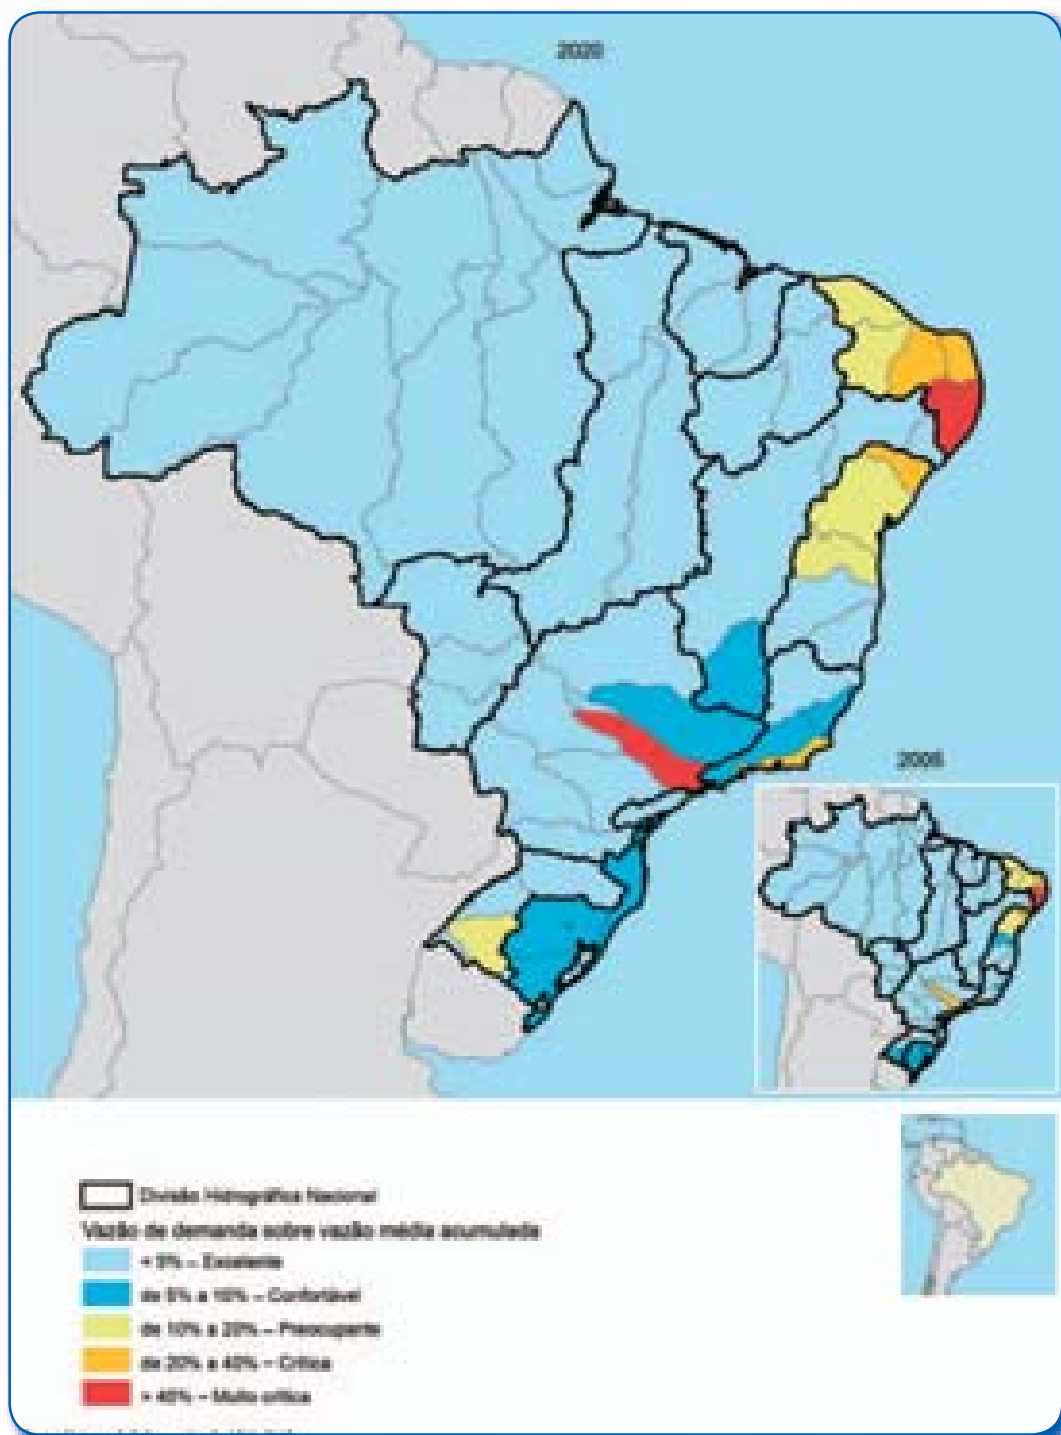 2020
2005
Divisão Hidrográfica Nacional
Vazão de demanda sobre vazão média acumulada
< 5% – Excelente
de 5% a 10% – Confortável
de 10% a 20% – Preocupante
de 20% a 40% – Crítica
> 40% – Muito crítica